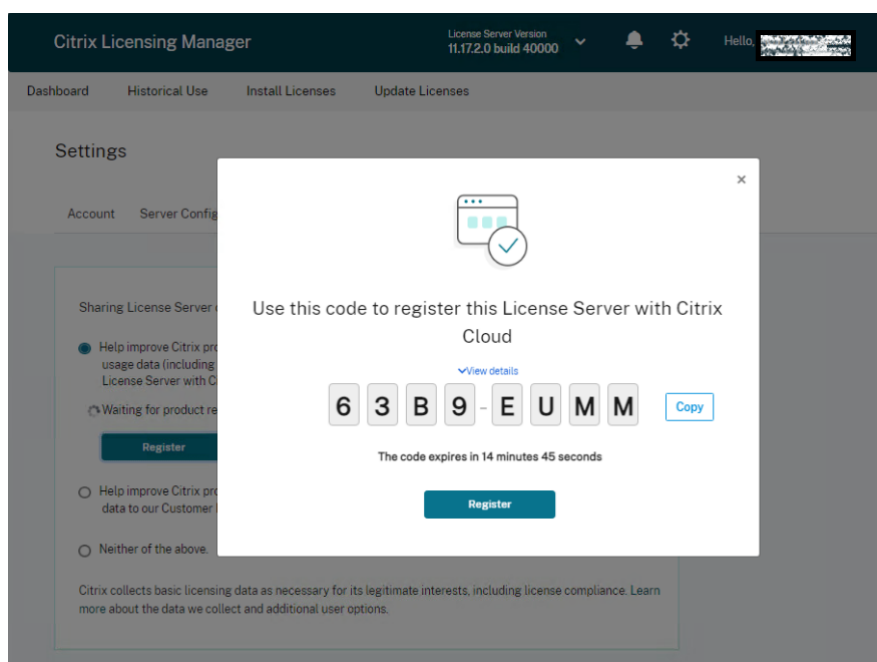 Citrix Licensing Manager
License Server Version
11.17.2.0 build 40000
Hello,
Dashboard Historical Use Install Licenses Update Licenses
Settings
Account Server Config
×
Use this code to register this License Server with Citrix
Cloud
View details
6 3 B 9 - E U M M Copy
The code expires in 14 minutes 45 seconds
Register
Sharing License Server
Help improve Citrix pro
usage data (including
License Server with C
Waiting for product re
Register
Help improve Citrix pro
data to our Customer
Neither of the above.
Citrix collects basic licensing data as necessary for its legitimate interests, including license compliance. Learn
more about the data we collect and additional user options.